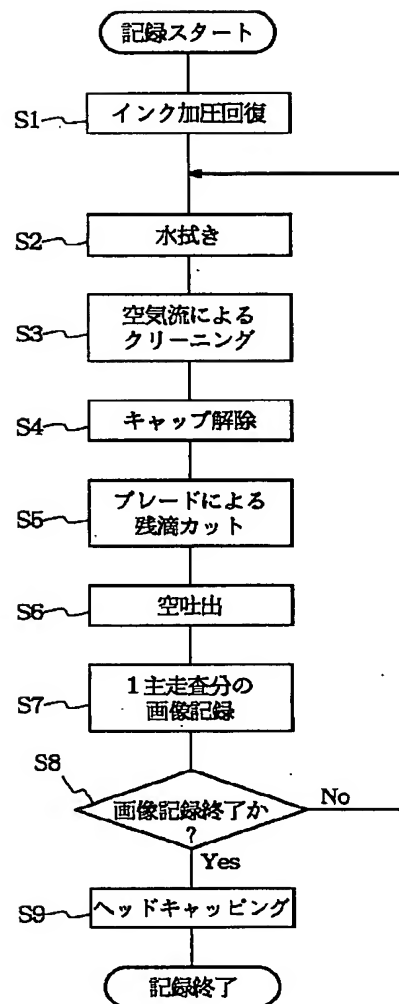 記録スタート
S1
インク加圧回復
S2
水拭き
S3
空気流による
クリーニング
S4
キャップ解除
S5
ブレードによる
残滴カット
S6
空吐出
S7
1主走査分の
画像記録
S8
画像記録終了か
?
No
Yes
S9
ヘッドキャッピング
記録終了